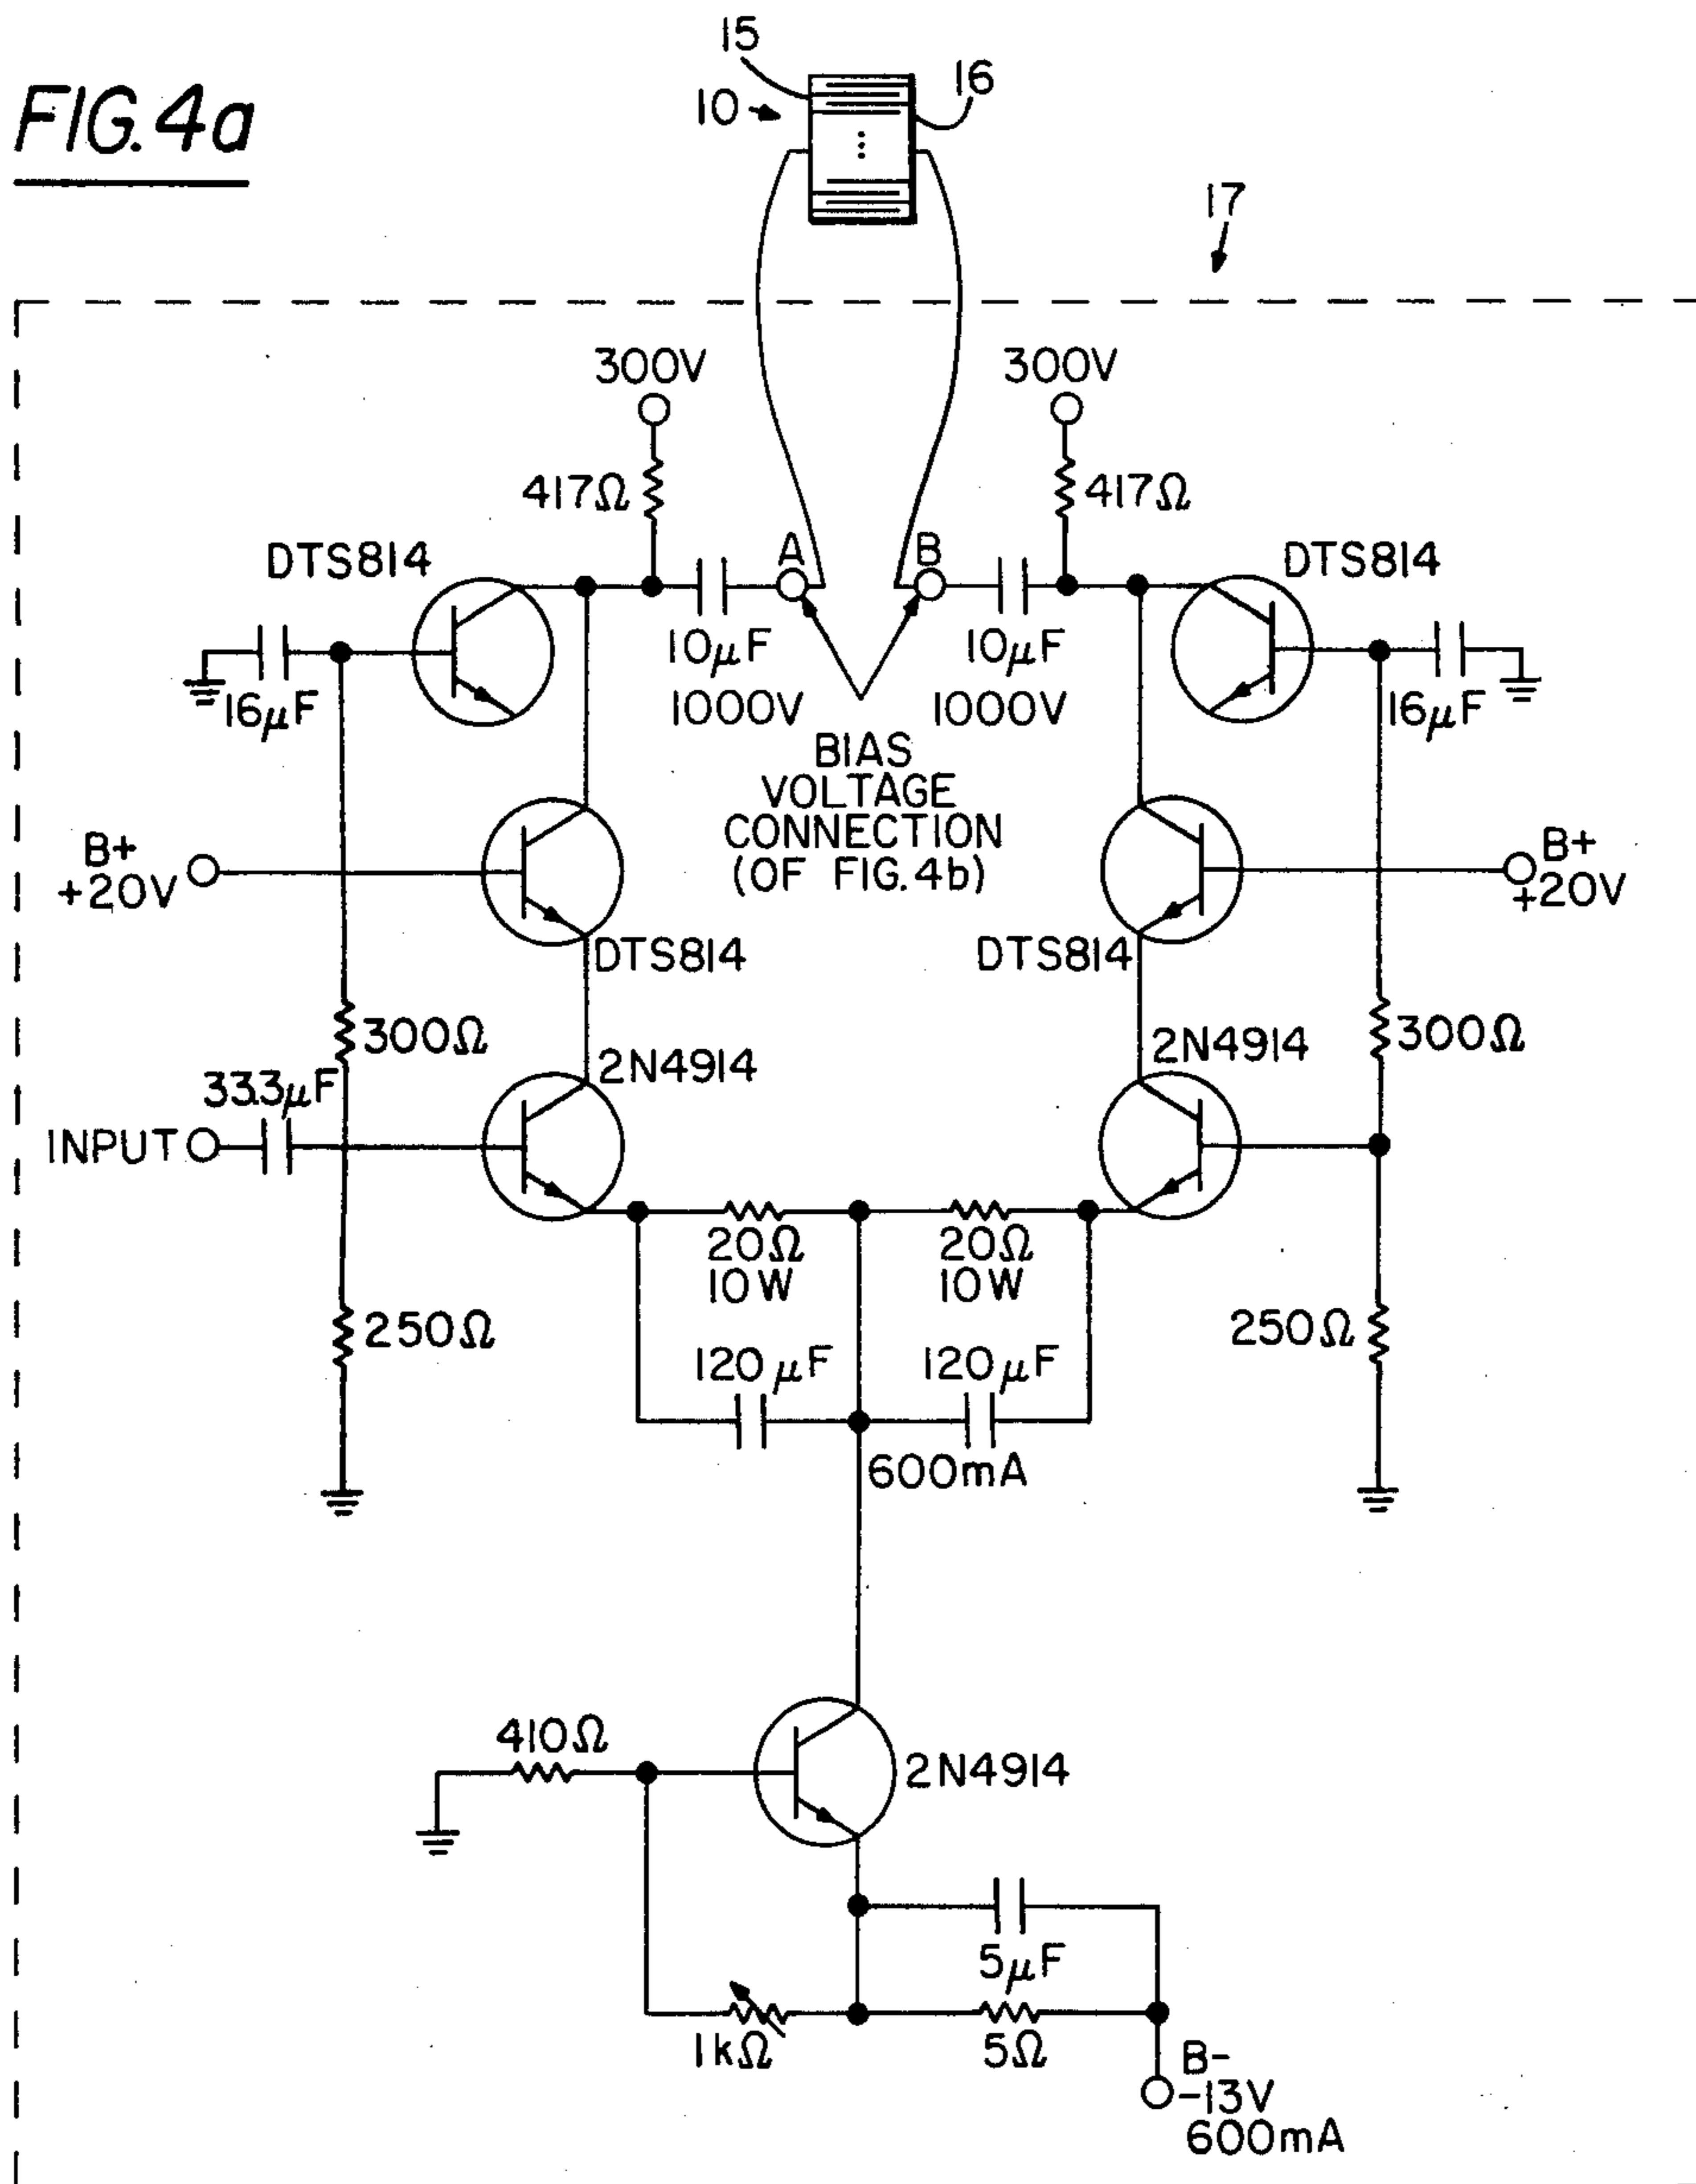 FIG. 4a
15
10
16
17
300V
300V
417Ω
417Ω
DTS814
A
B
DTS814
10μF
1000V
10μF
1000V
16μF
16μF
BIAS
VOLTAGE
CONNECTION
(OF FIG. 4b)
B+
+20V
B+
+20V
DTS814
DTS814
300Ω
2N4914
2N4914
300Ω
33.3μF
INPUT
20Ω
10W
20Ω
10W
250Ω
250Ω
120μF
120μF
600mA
410Ω
2N4914
5μF
1kΩ
5Ω
B-
-13V
600mA